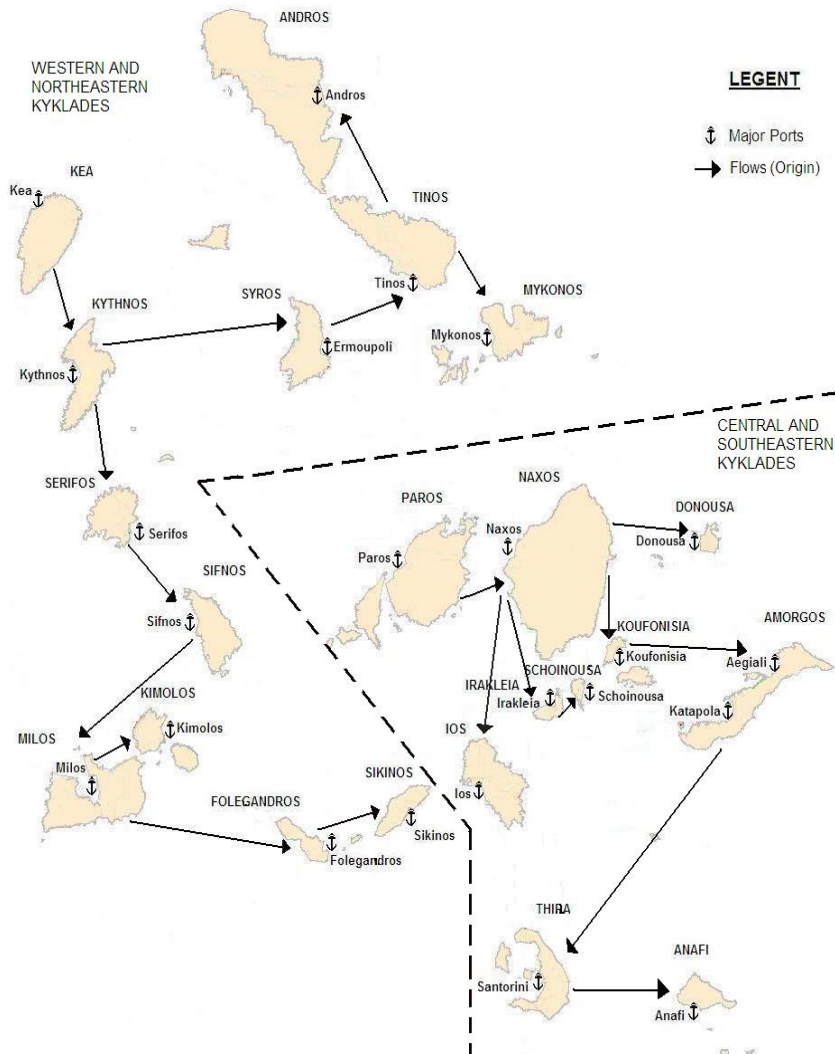 ANDROS
WESTERN AND
NORTHEASTERN
KYKLADES
LEGENT
Andros
Major Ports
Flows (Origin)
KEA
Kea
TINOS
Tinos
SYROS
MYKONOS
KYTHNOS
Ermoupoli
Mykonos
Kythnos
CENTRAL AND
SOUTHEASTERN
KYKLADES
SERIFOS
PAROS
NAXOS
DONOUSA
Serifos
Naxos
Donousa
Paros
SIFNOS
Sifnos
KOUFONISIA
AMORGOS
Koufonisia
Aegiali
SCHOINOUSA
IRAKLEIA
Irakleia
Schoinousa
KIMOLOS
Kimolos
Katapola
MILOS
IOS
Milos
SIKINOS
FOLEGANDROS
Ios
Sikinos
Folegandros
THIRA
ANAFI
Santorini
Anafi